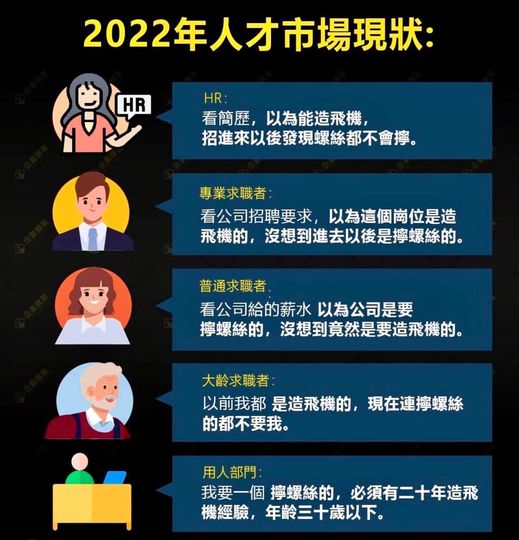 2022年人才市場現狀:
HR
HR：
看簡歷，以為能造飛機，
招進來以後發現螺絲都不會擰。
專業求職者：
看公司招聘要求，以為這個崗位是造
飛機的，沒想到進去以後是擰螺絲的。
普通求職者：
看公司給的薪水 以為公司是要
擰螺絲的，沒想到竟然是要造飛機的。
大齡求職者：
以前我都 是造飛機的，現在連擰螺絲
的都不要我。
用人部門：
我要一個 擰螺絲的，必須有二十年造飛
機經驗，年齡三十歲以下。